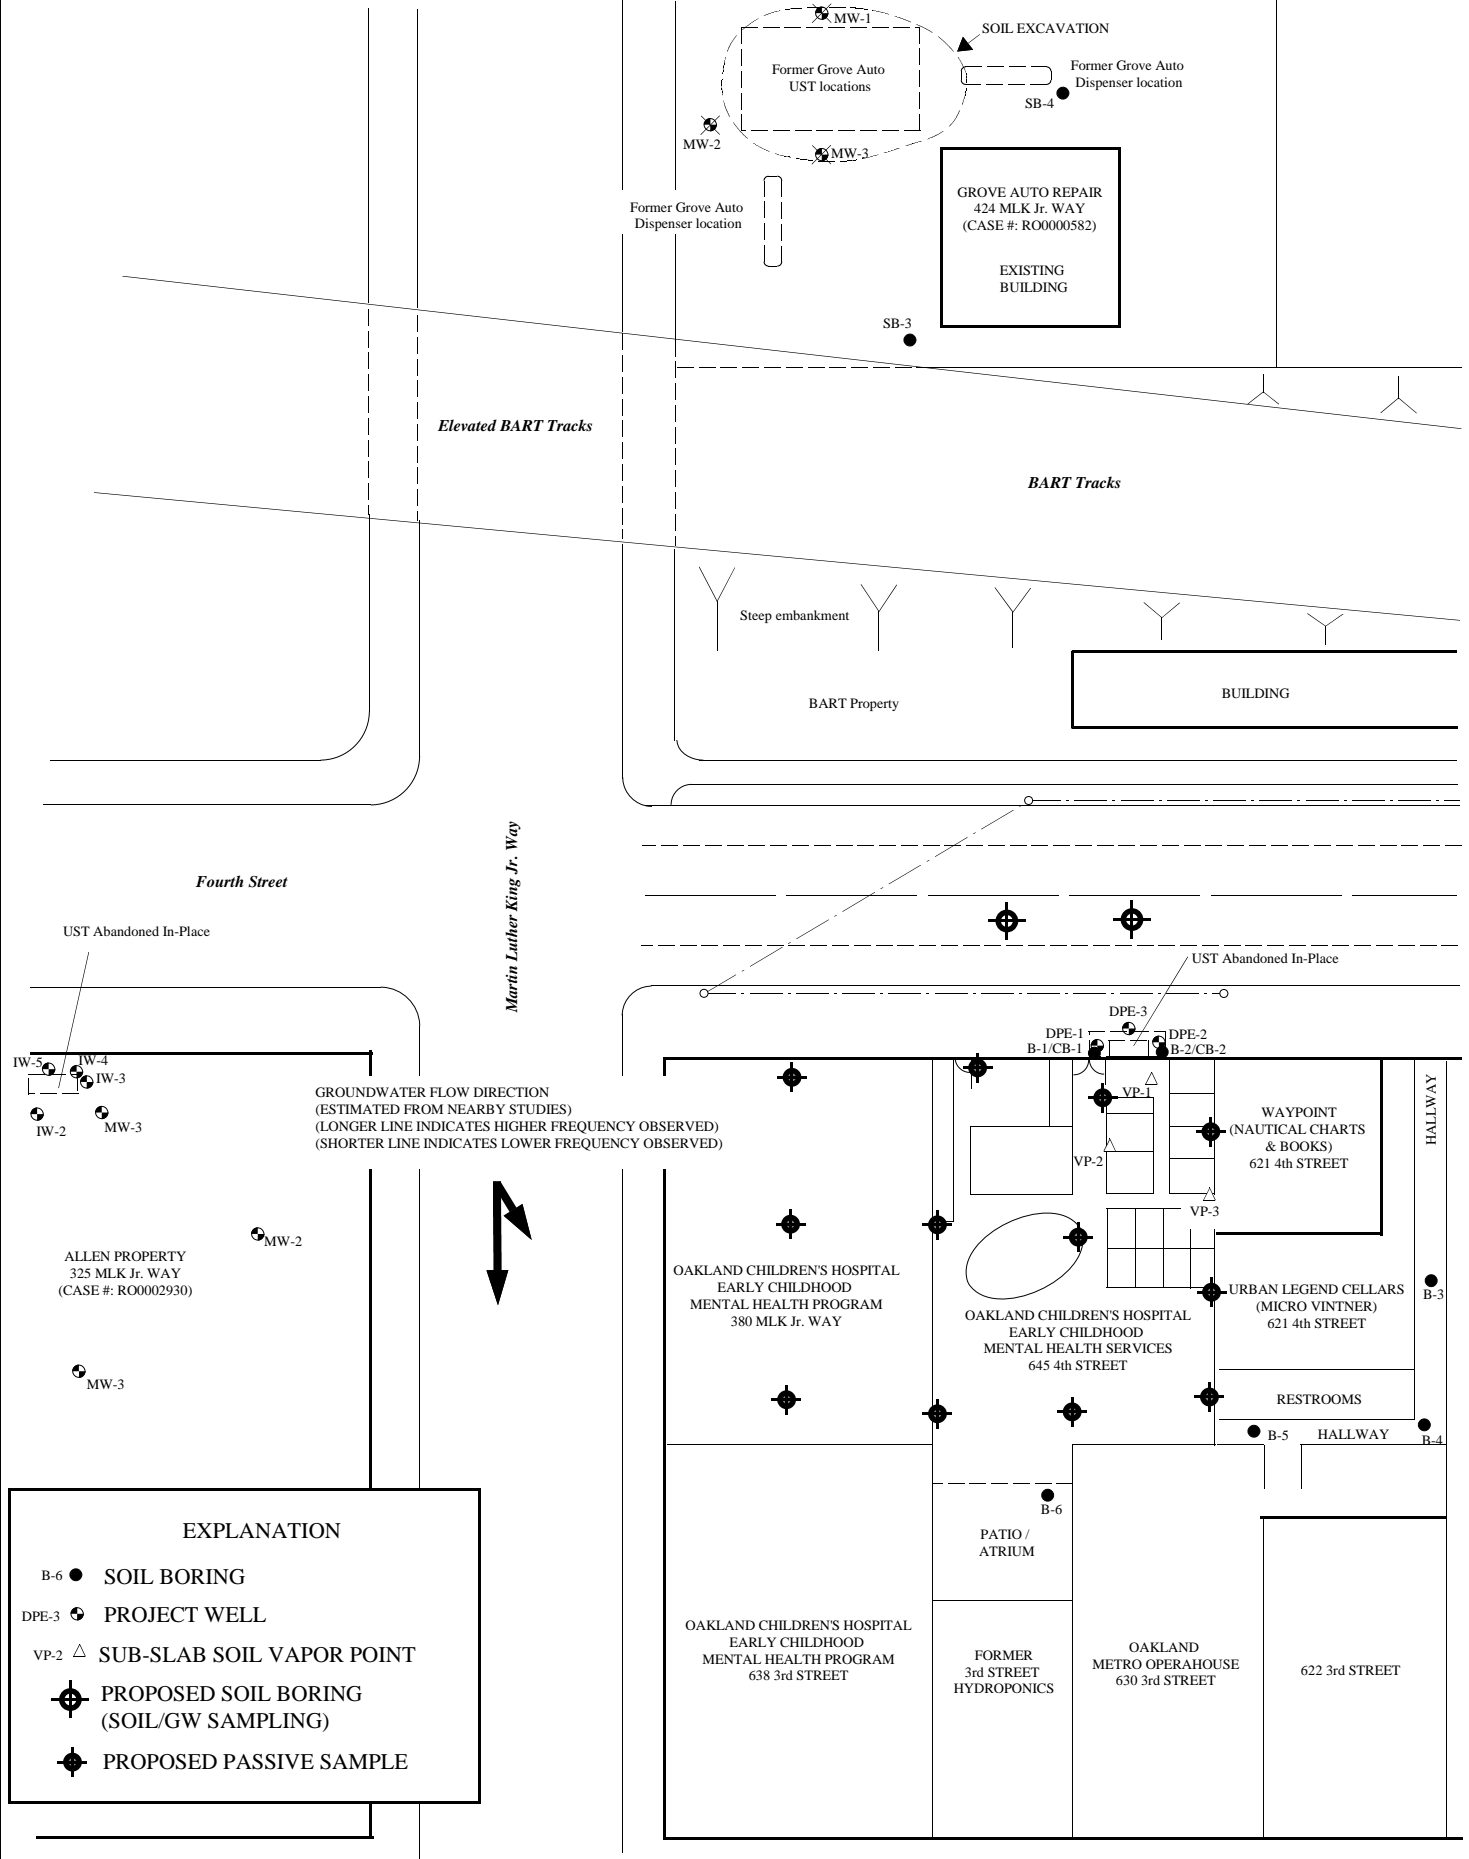 MW-1
SOIL EXCAVATION
Former Grove Auto
UST locations
Former Grove Auto
Dispenser location
SB-4
MW-2
MW-3
GROVE AUTO REPAIR
424 MLK Jr. WAY
(CASE #: RO0000582)
EXISTING
BUILDING
Former Grove Auto
Dispenser location
SB-3
Elevated BART Tracks
BART Tracks
Steep embankment
BUILDING
BART Property
Martin Luther King Jr. Way
Fourth Street
UST Abandoned In-Place
UST Abandoned In-Place
DPE-3
DPE-1
DPE-2
B-1/CB-1
B-2/CB-2
IW-5
IW-4
IW-3
IW-2
MW-3
GROUNDWATER FLOW DIRECTION
(ESTIMATED FROM NEARBY STUDIES)
(LONGER LINE INDICATES HIGHER FREQUENCY OBSERVED)
(SHORTER LINE INDICATES LOWER FREQUENCY OBSERVED)
VP-1
VP-2
VP-3
WAYPOINT
(NAUTICAL CHARTS
& BOOKS)
621 4th STREET
HALLWAY
MW-2
ALLEN PROPERTY
325 MLK Jr. WAY
(CASE #: RO0002930)
MW-3
OAKLAND CHILDREN'S HOSPITAL
EARLY CHILDHOOD
MENTAL HEALTH PROGRAM
380 MLK Jr. WAY
OAKLAND CHILDREN'S HOSPITAL
EARLY CHILDHOOD
MENTAL HEALTH SERVICES
645 4th STREET
URBAN LEGEND CELLARS
(MICRO VINTNER)
621 4th STREET
B-3
RESTROOMS
B-5
HALLWAY
B-4
B-6
PATIO /
ATRIUM
OAKLAND CHILDREN'S HOSPITAL
EARLY CHILDHOOD
MENTAL HEALTH PROGRAM
638 3rd STREET
FORMER
3rd STREET
HYDROPONICS
OAKLAND
METRO OPERAHOUSE
630 3rd STREET
622 3rd STREET
EXPLANATION
B-6 SOIL BORING
DPE-3 PROJECT WELL
VP-2 SUB-SLAB SOIL VAPOR POINT
PROPOSED SOIL BORING
(SOIL/GW SAMPLING)
PROPOSED PASSIVE SAMPLE